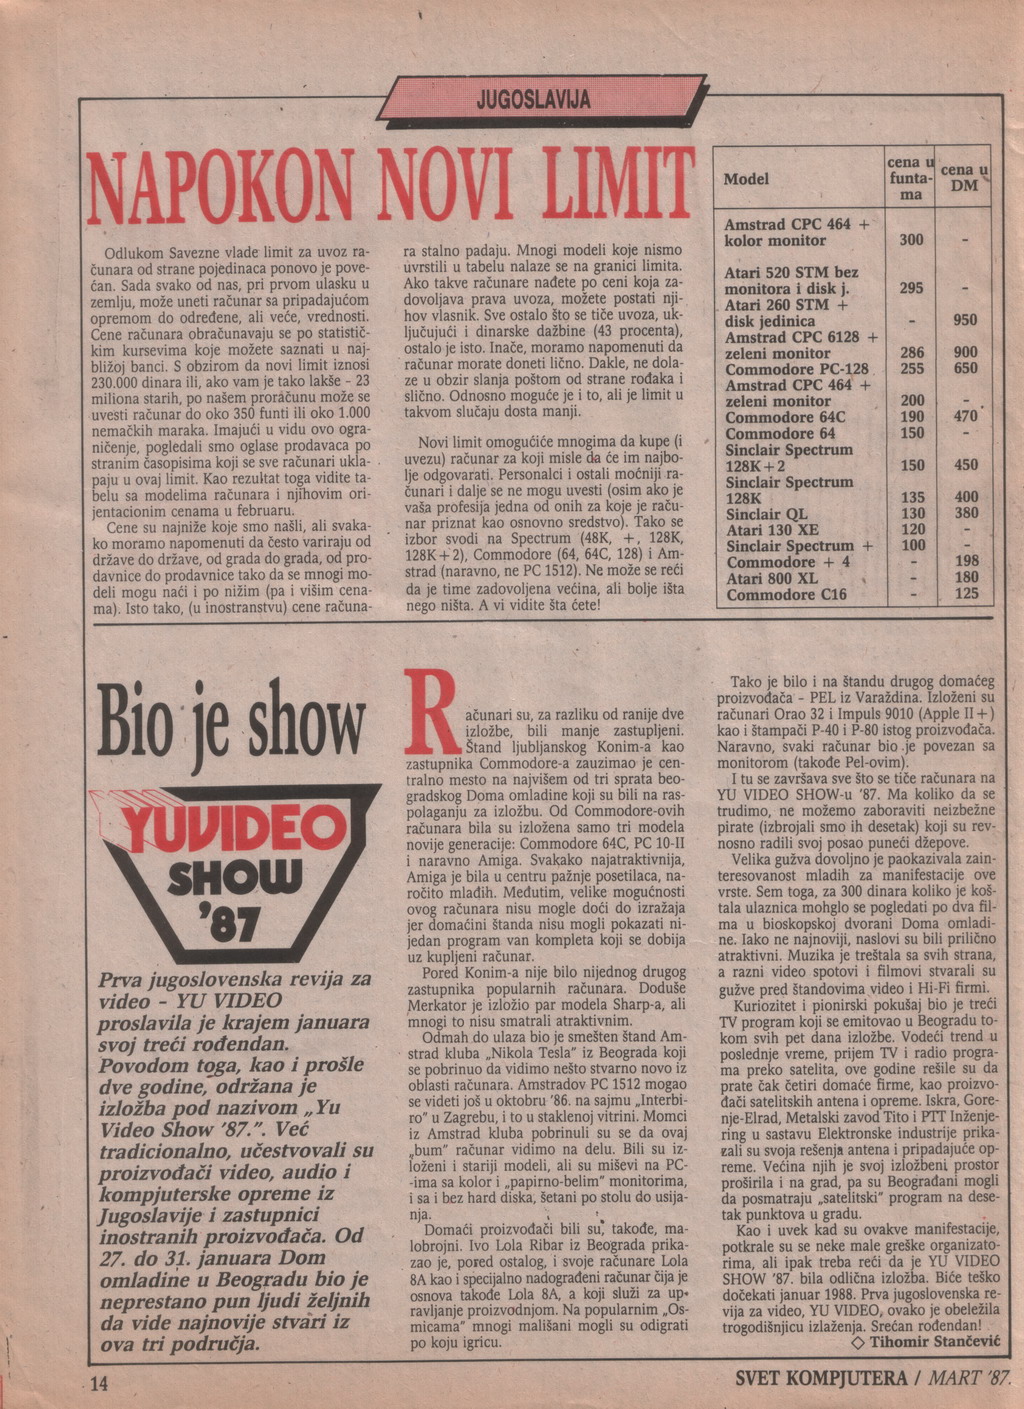 JUGOSLAVIJA
NAPOKON NOVI LIMIT
Odlukom Savezne vlade limit za uvoz ra-
čunara od strane pojedinaca ponovo je pove-
ćan. Sada svako od nas, pri prvom ulasku u
zemlju, može uneti računar sa pripadajućom
opremom do određene, ali veće, vrednosti.
Cene računara obračunavaju se po statistič-
kim kursevima koje možete saznati u naj-
bližoj banci. S obzirom da novi limit iznosi
230.000 dinara ili, ako vam je tako lakše - 23
miliona starih, po našem proračunu može se
uvesti računar do oko 350 funti ili oko 1.000
nemačkih maraka. Imajući u vidu ovo ogra-
ničenje, pogledali smo oglase prodavaca po
stranim časopisima koji se sve računari ukla-
paju u ovaj limit. Kao rezultat toga vidite ta-
belu sa modelima računara i njihovim ori-
jentacionim cenama u februaru.
Cene su najniže koje smo našli, ali svaka-
ko moramo napomenuti da često variraju od
države do države, od grada do grada, od pro-
davnice do prodavnice tako da se mnogi mo-
deli mogu naći i po nižim (pa i višim cena-
ma). Isto tako, (u inostranstvu) cene računa-
ra stalno padaju. Mnogi modeli koje nismo
uvrstili u tabelu nalaze se na granici limita.
Ako takve računare nađete po ceni koja za-
dovoljava prava uvoza, možete postati nji-
hov vlasnik. Sve ostalo što se tiče uvoza, uk-
ljučujući i dinarske dažbine (43 procenta),
ostalo je isto. Inače, moramo napomenuti da
računar morate doneti lično. Dakle, ne dola-
ze u obzir slanja poštom od strane rođaka i
slično. Odnosno moguće je i to, ali je limit u
takvom slučaju dosta manji.
Novi limit omogućiće mnogima da kupe (i
uvezu) računar za koji misle da će im najbo-
lje odgovarati. Personalci i ostali moćniji ra-
čunari i dalje se ne mogu uvesti (osim ako je
vaša profesija jedna od onih za koje je raču-
nar priznat kao osnovno sredstvo). Tako se
izbor svodi na Spectrum (48K, +, 128K,
128K+2), Commodore (64, 64C, 128) i Am-
strad (naravno, ne PC 1512). Ne može se reći
da je time zadovoljena većina, ali bolje išta
nego ništa. A vi vidite šta ćete!
Model cena u funta- ma cena u DM
Amstrad CPC 464 +
kolor monitor 300 -
Atari 520 STM bez
monitora i disk j. 295 -
Atari 260 STM +
disk jedinica - 950
Amstrad CPC 6128 +
zeleni monitor 286 900
Commodore PC-128 255 650
Amstrad CPC 464 +
zeleni monitor 200 -
Commodore 64C 190 470
Commodore 64 150 -
Sinclair Spectrum
128K+2 150 450
Sinclair Spectrum
128K 135 400
Sinclair QL 130 380
Atari 130 XE 120 -
Sinclair Spectrum + 100 -
Commodore + 4 - 198
Atari 800 XL - 180
Commodore C16 - 125
Bio je show
YU VIDEO
SHOW
'87
Prva jugoslovenska revija za
video - YU VIDEO
proslavila je krajem januara
svoj treći rođendan.
Povodom toga, kao i prošle
dve godine, održana je
izložba pod nazivom „Yu
Video Show '87.". Već
tradicionalno, učestvovali su
proizvođači video, audio i
kompjuterske opreme iz
Jugoslavije i zastupnici
inostranih proizvođača. Od
27. do 31. januara Dom
omladine u Beogradu bio je
neprestano pun ljudi željnih
da vide najnovije stvari iz
ova tri područja.
Računari su, za razliku od ranije dve
izložbe, bili manje zastupljeni.
Štand ljubljanskog Konim-a kao
zastupnika Commodore-a zauzimao je cen-
tralno mesto na najvišem od tri sprata beo-
gradskog Doma omladine koji su bili na ras-
polaganju za izložbu. Od Commodore-ovih
računara bila su izložena samo tri modela
novije generacije: Commodore 64C, PC 10-II
i naravno Amiga. Svakako najatraktivnija,
Amiga je bila u centru pažnje posetilaca, na-
ročito mlađih. Međutim, velike mogućnosti
ovog računara nisu mogle doći do izražaja
jer domaćini štanda nisu mogli pokazati ni-
jedan program van kompleta koji se dobija
uz kupljeni računar.
Pored Konim-a nije bilo nijednog drugog
zastupnika popularnih računara. Doduše
Merkator je izložio par modela Sharp-a, ali
mnogi to nisu smatrali atraktivnim.
Odmah do ulaza bio je smešten štand Am-
strad kluba „Nikola Tesla" iz Beograda koji
se pobrinuo da vidimo nešto stvarno novo iz
oblasti računara. Amstradov PC 1512 mogao
se videti još u oktobru '86. na sajmu „Interbi-
ro" u Zagrebu, i to u staklenoj vitrini. Momci
iz Amstrad kluba pobrinuli su se da ovaj
„bum" računar vidimo na delu. Bili su iz-
loženi i stariji modeli, ali su miševi na PC-
-ima sa kolor i „papirno-belim" monitorima,
i sa i bez hard diska, šetani po stolu do usija-
nja.
Domaći proizvođači bili su, takođe, ma-
lobrojni. Ivo Lola Ribar iz Beograda prika-
zao je, pored ostalog, i svoje računare Lola
8A kao i specijalno nadograđeni računar čija je
osnova takođe Lola 8A, a koji služi za up-
ravljanje proizvodnjom. Na popularnim „Os-
micama" mnogi mališani mogli su odigrati
po koju igricu.
Tako je bilo i na štandu drugog domaćeg
proizvođača - PEL iz Varaždina. Izloženi su
računari Orao 32 i Impuls 9010 (Apple II+)
kao i štampači P-40 i P-80 istog proizvođača.
Naravno, svaki računar bio je povezan sa
monitorom (takođe Pel-ovim).
I tu se završava sve što se tiče računara na
YU VIDEO SHOW-u '87. Ma koliko da se
trudimo, ne možemo zaboraviti neizbežne
pirate (izbrojali smo ih desetak) koji su rev-
nosno radili svoj posao puneći džepove.
Velika gužva dovoljno je paokazivala zain-
teresovanost mladih za manifestacije ove
vrste. Sem toga, za 300 dinara koliko je koš-
tala ulaznica mohglo se pogledati po dva fil-
ma u bioskopskoj dvorani Doma omladi-
ne. Iako ne najnoviji, naslovi su bili prilično
atraktivni. Muzika je treštala sa svih strana,
a razni video spotovi i filmovi stvarali su
gužve pred štandovima video i Hi-Fi firmi.
Kuriozitet i pionirski pokušaj bio je treći
TV program koji se emitovao u Beogradu to-
kom svih pet dana izložbe. Vodeći trend u
poslednje vreme, prijem TV i radio progra-
ma preko satelita, ove godine rešile su da
prate čak četiri domaće firme, kao proizvo-
đači satelitskih antena i opreme. Iskra, Gore-
nje-Elrad, Metalski zavod Tito i PTT Inženje-
ring u sastavu Elektronske industrije prika-
zali su svoja rešenja antena i pripadajuće op-
reme. Većina njih je svoj izložbeni prostor
proširila i na grad, pa su Beograđani mogli
da posmatraju „satelitski" program na dese-
tak punktova u gradu.
Kao i uvek kad su ovakve manifestacije,
potkrale su se neke male greške organizato-
rima, ali ipak treba reći da je YU VIDEO
SHOW '87. bila odlična izložba. Biće teško
dočekati januar 1988. Prva jugoslovenska re-
vija za video, YU VIDEO, ovako je obeležila
trogodišnjicu izlaženja. Srećan rođendan!
◇ Tihomir Stančević
14
SVET KOMPJUTERA / MART '87.